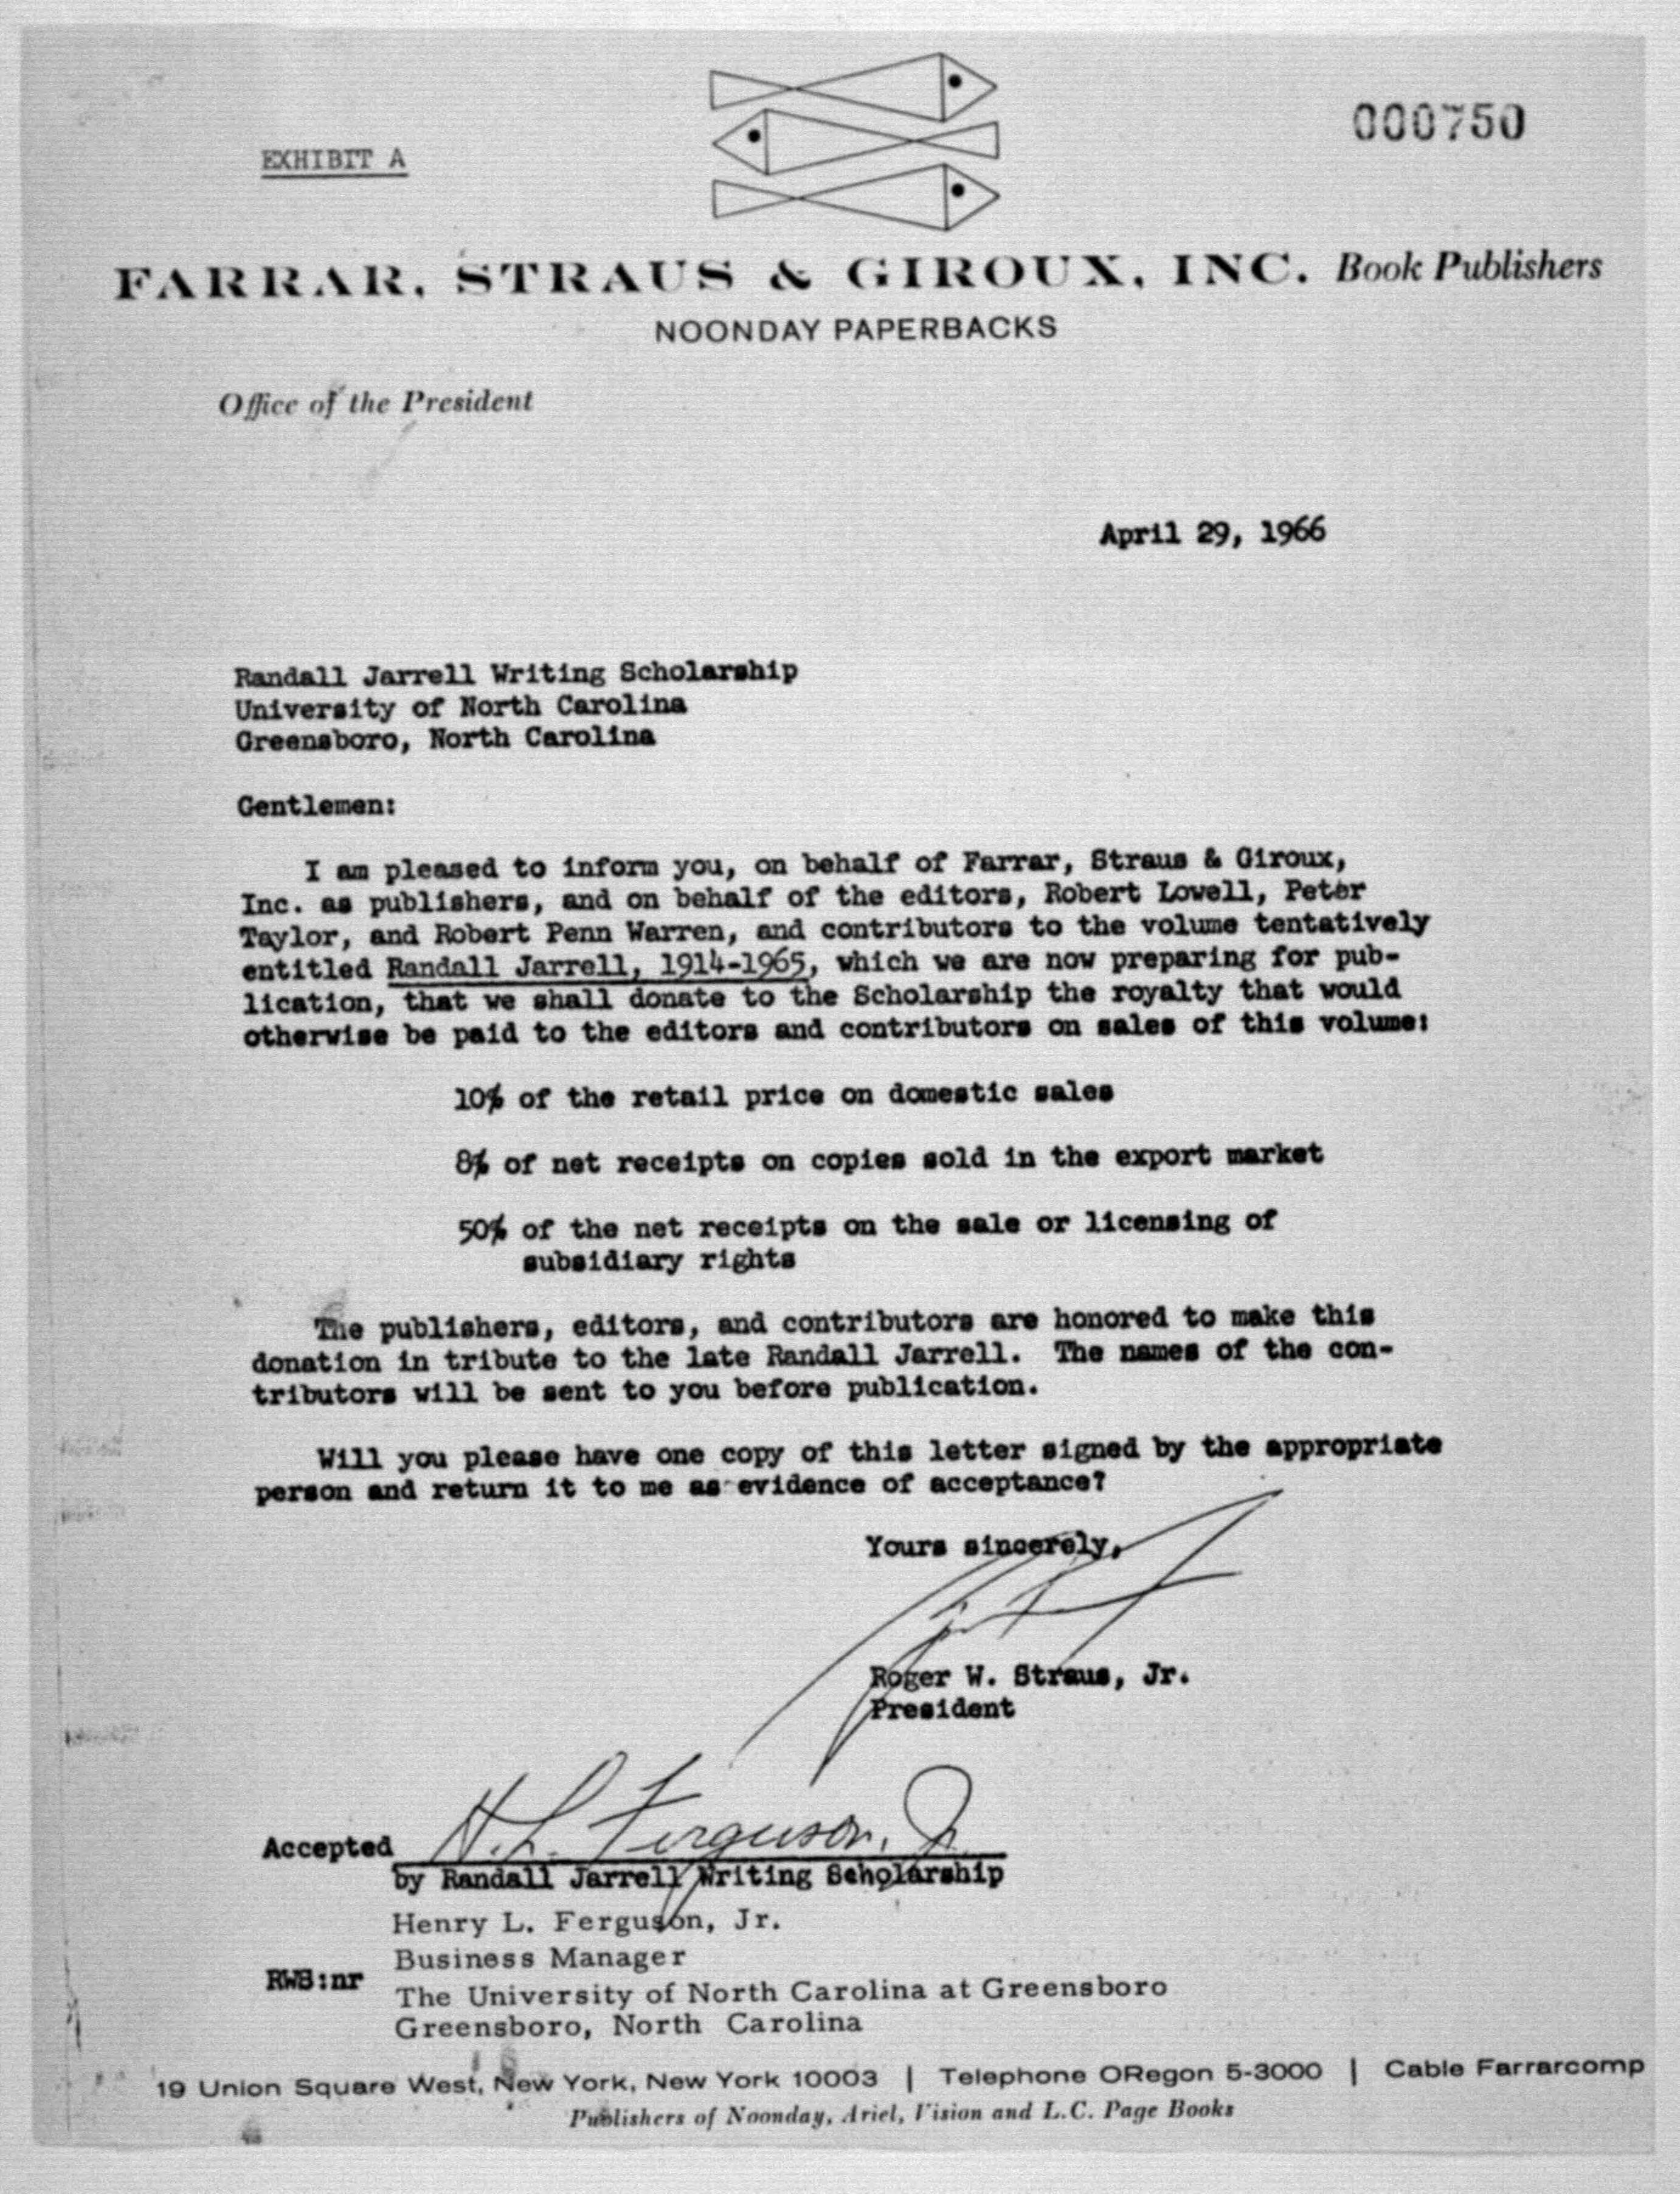 000750
EXHIBIT A
FARRAR, STRAUS & GIROUX, INC. Book Publishers
NOONDAY PAPERBACKS
Office of the President
April 29, 1966
Randall Jarrell Writing Scholarship
University of North Carolina
Greensboro, North Carolina
Gentlemen:
I am pleased to inform you, on behalf of Farrar, Straus & Giroux,
Inc. as publishers, and on behalf of the editors, Robert Lowell, Peter
Taylor, and Robert Penn Warren, and contributors to the volume tentatively
entitled Randall Jarrell, 1914-1965, which we are now preparing for pub-
lication, that we shall donate to the Scholarship the royalty that would
otherwise be paid to the editors and contributors on sales of this volume:
10% of the retail price on domestic sales
8% of net receipts on copies sold in the export market
50% of the net receipts on the sale or licensing of
subsidiary rights
The publishers, editors, and contributors are honored to make this
donation in tribute to the late Randall Jarrell. The names of the con-
tributors will be sent to you before publication.
Will you please have one copy of this letter signed by the appropriate
person and return it to me as evidence of acceptance?
Yours sincerely,
Roger W. Straus, Jr.
President
Accepted H. L. Ferguson, Jr.
by Randall Jarrell Writing Scholarship
Henry L. Ferguson, Jr.
Business Manager
RWS:nr
The University of North Carolina at Greensboro
Greensboro, North Carolina
19 Union Square West, New York, New York 10003 | Telephone ORegon 5-3000 | Cable Farrarcomp
Publishers of Noonday, Ariel, Vision and L.C. Page Books